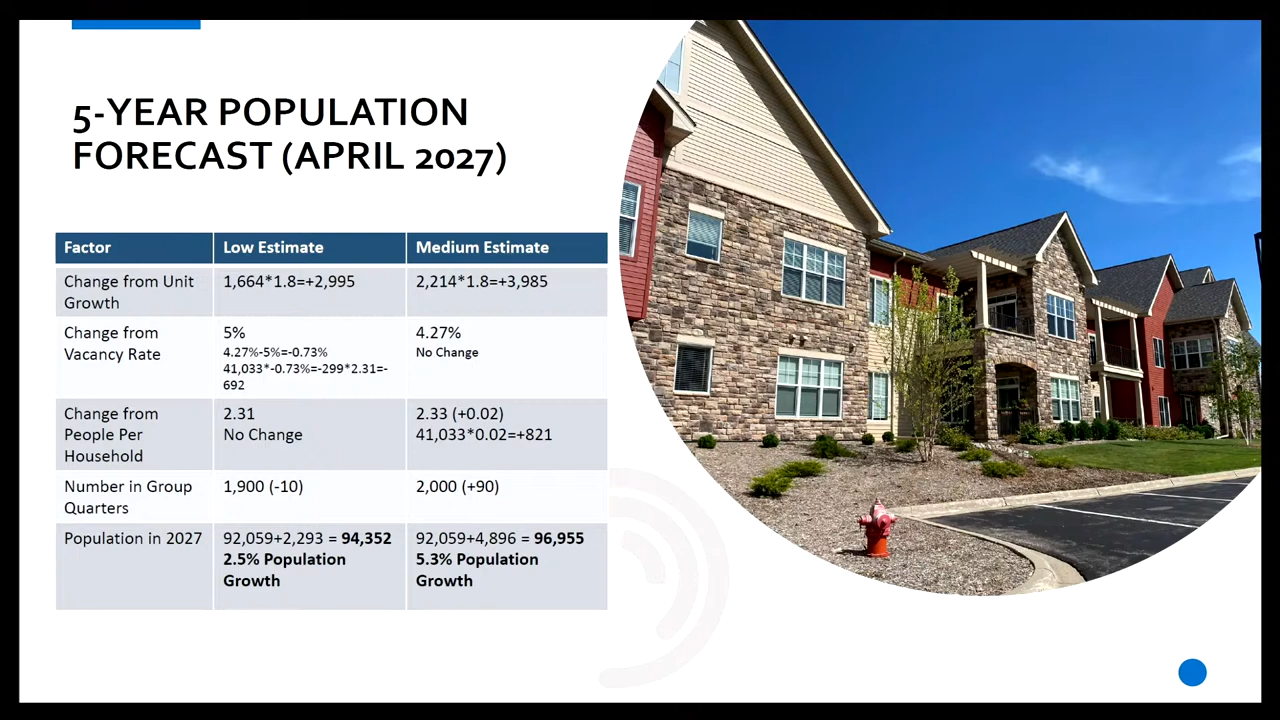 5-YEAR POPULATION
FORECAST (APRIL 2027)
Factor
Low Estimate
Medium Estimate
Change from Unit
Growth
1,664*1.8=+2,995
2,214*1.8=+3,985
Change from
Vacancy Rate
5%
4.27%-5%=-0.73%
41,033*-0.73%=-299*2.31=-
692
4.27%
No Change
Change from
People Per
Household
2.31
No Change
2.33 (+0.02)
41,033*0.02=+821
Number in Group
Quarters
1,900 (-10)
2,000 (+90)
Population in 2027
92,059+2,293 = 94,352
2.5% Population
Growth
92,059+4,896 = 96,955
5.3% Population
Growth